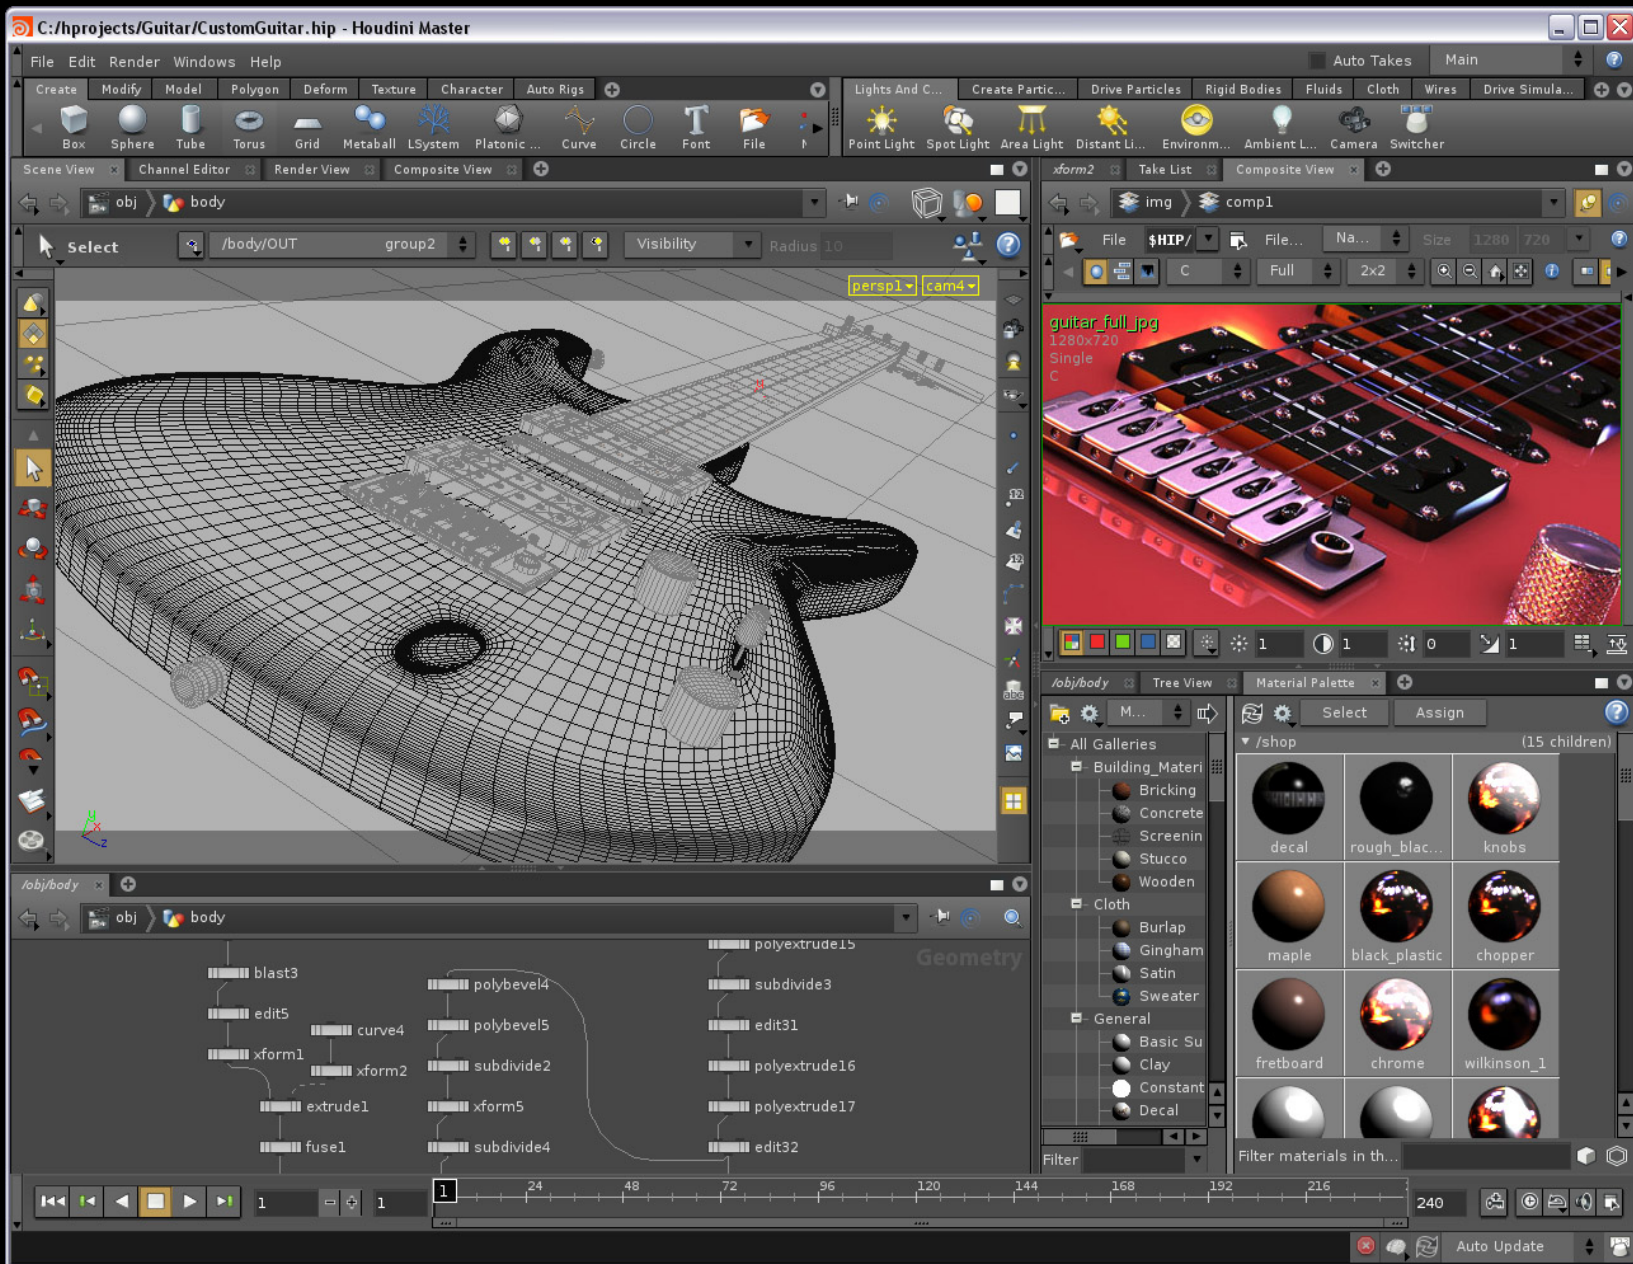 C:/hprojects/Guitar/CustomGuitar.hip - Houdini Master
File Edit Render Windows Help
Auto Takes Main
Create Modify Model Polygon Deform Texture Character Auto Rigs
Lights And C... Create Partic... Drive Particles Rigid Bodies Fluids Cloth Wires Drive Simula...
Box Sphere Tube Torus Grid Metaball LSystem Platonic ... Curve Circle Font File
Point Light Spot Light Area Light Distant Li... Environm... Ambient L... Camera Switcher
Scene View Channel Editor Render View Composite View
xform2 Take List Composite View
obj body
img comp1
Select /body/OUT group2 Visibility Radius 10
File $HIP/ File... Na... Size 1280 720
C Full 2x2
persp1 cam4
guitar_full_jpg
1280x720
Single
C
12
12
abc
y
x
z
1 1 0 1
/obj/body Tree View Material Palette
M... Select Assign
All Galleries
Building_Materi
Bricking
Concrete
Screenin
Stucco
Wooden
Cloth
Burlap
Gingham
Satin
Sweater
General
Basic Su
Clay
Constant
Decal
Filter
/shop (15 children)
decal rough_blac... knobs
maple black_plastic chopper
fretboard chrome wilkinson_1
Filter materials in th...
/obj/body
obj body
Geometry
blast3
edit5
xform1
curve4
xform2
extrude1
fuse1
polybevel4
polybevel5
subdivide2
xform5
subdivide4
polyextrude15
subdivide3
edit31
polyextrude16
polyextrude17
edit32
1 1 1 24 48 72 96 120 144 168 192 216 240
Auto Update